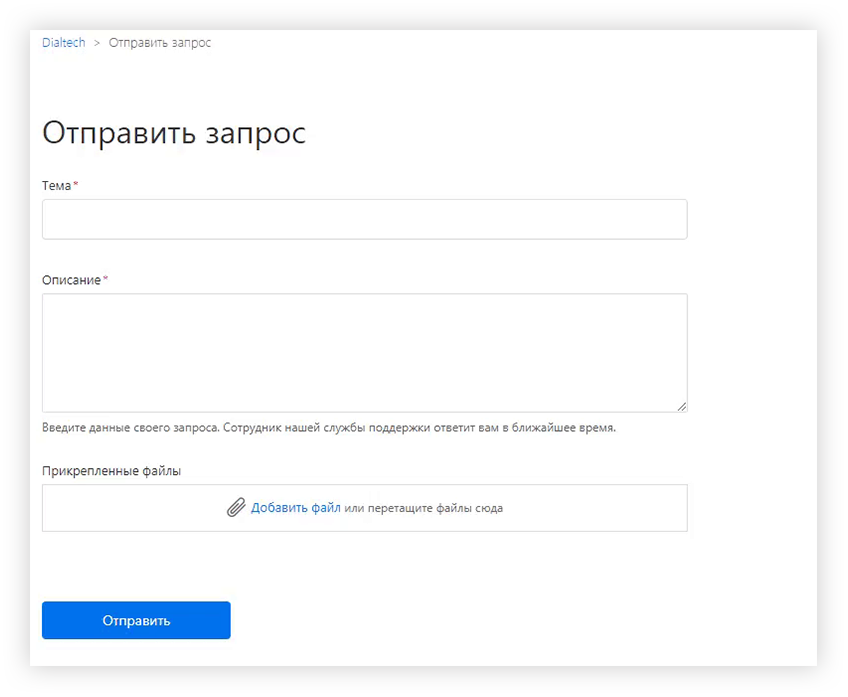 Dialtech > Отправить запрос
Отправить запрос
Тема*
Описание*
Введите данные своего запроса. Сотрудник нашей службы поддержки ответит вам в ближайшее время.
Прикрепленные файлы
Добавить файл или перетащите файлы сюда
Отправить